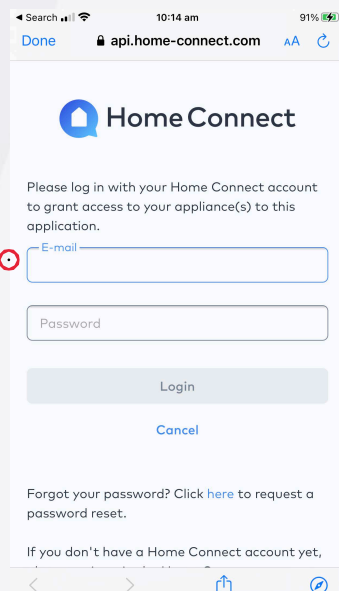 ◄ Search 10:14 am 91%
Done api.home-connect.com AA
Home Connect
Please log in with your Home Connect account
to grant access to your appliance(s) to this
application.
E-mail
Password
Login
Cancel
Forgot your password? Click here to request a
password reset.
If you don't have a Home Connect account yet,